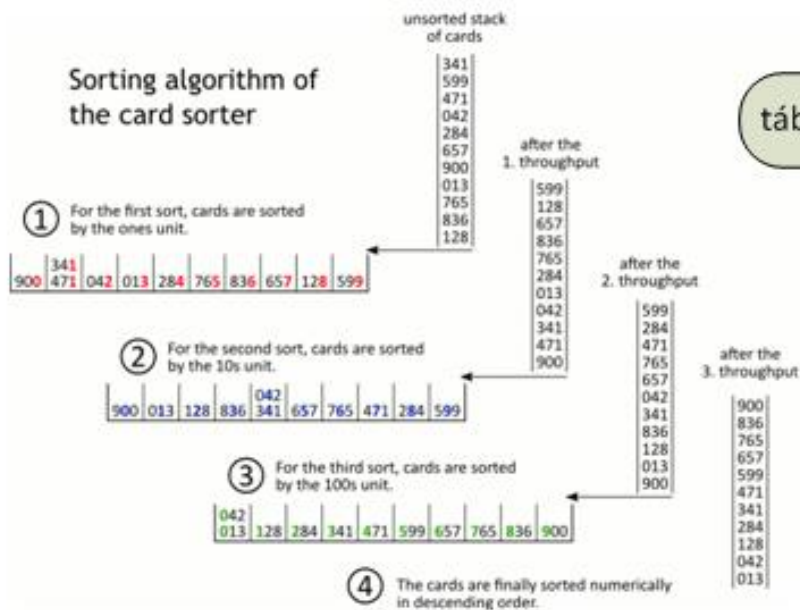 Sorting algorithm of
the card sorter
unsorted stack
of cards
341
599
471
042
284
657
900
013
765
836
128
táb
1
For the first sort, cards are sorted
by the ones unit.
341
900 471 042 013 284 765 836 657 128 599
after the
1. throughput
599
128
657
836
765
284
013
042
341
471
900
2
For the second sort, cards are sorted
by the 10s unit.
042
900 013 128 836 341 657 765 471 284 599
after the
2. throughput
599
284
471
765
657
042
341
836
128
013
900
3
For the third sort, cards are sorted
by the 100s unit.
042
013 128 284 341 471 599 657 765 836 900
after the
3. throughput
900
836
765
657
599
471
341
284
128
042
013
4
The cards are finally sorted numerically
in descending order.